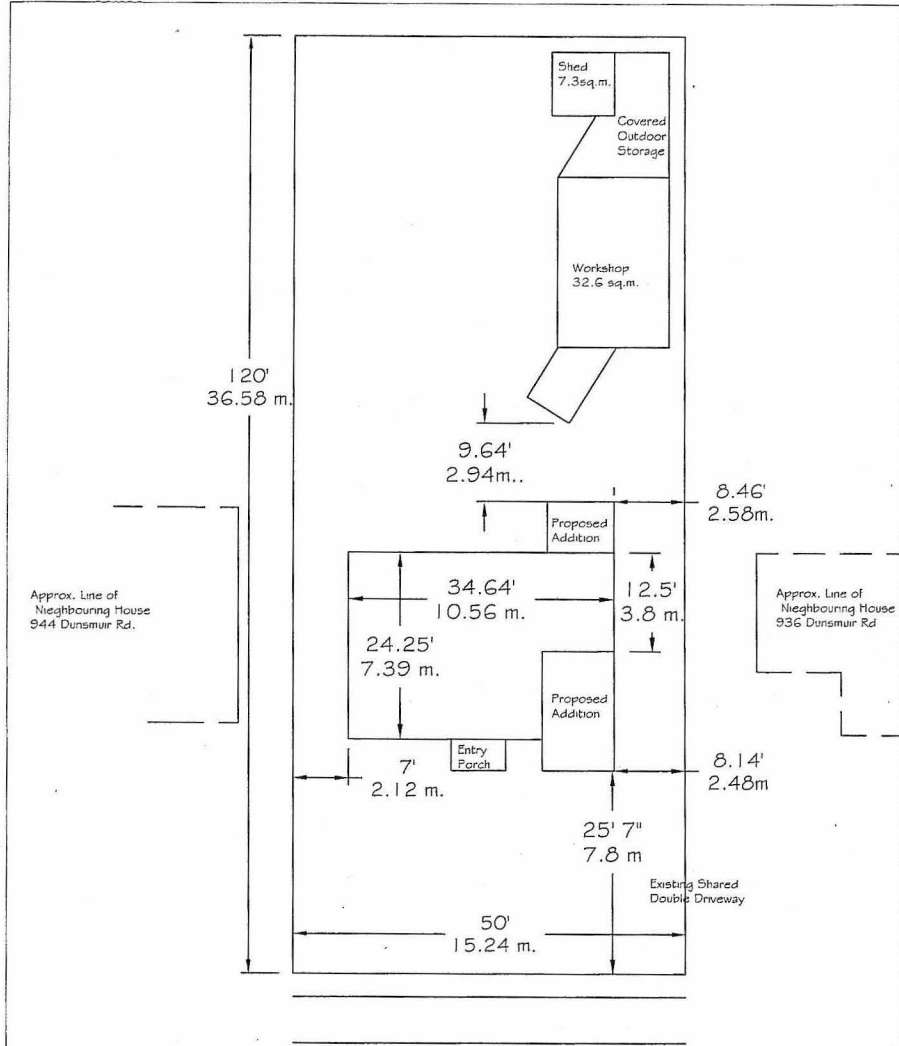 Shed
7.3sq.m.
Covered
Outdoor
Storage
Workshop
32.6 sq.m.
120'
36.58 m.
9.64'
2.94m..
8.46'
2.58m.
Proposed
Addition
Approx. Line of
Nieghbouring House
944 Dunsmuir Rd.
34.64'
10.56 m.
12.5'
3.8 m.
Approx. Line of
Nieghbouring House
936 Dunsmuir Rd
24.25'
7.39 m.
Proposed
Addition
Entry
Porch
7'
2.12 m.
8.14'
2.48m
25' 7"
7.8 m
Existing Shared
Double Driveway
50'
15.24 m.